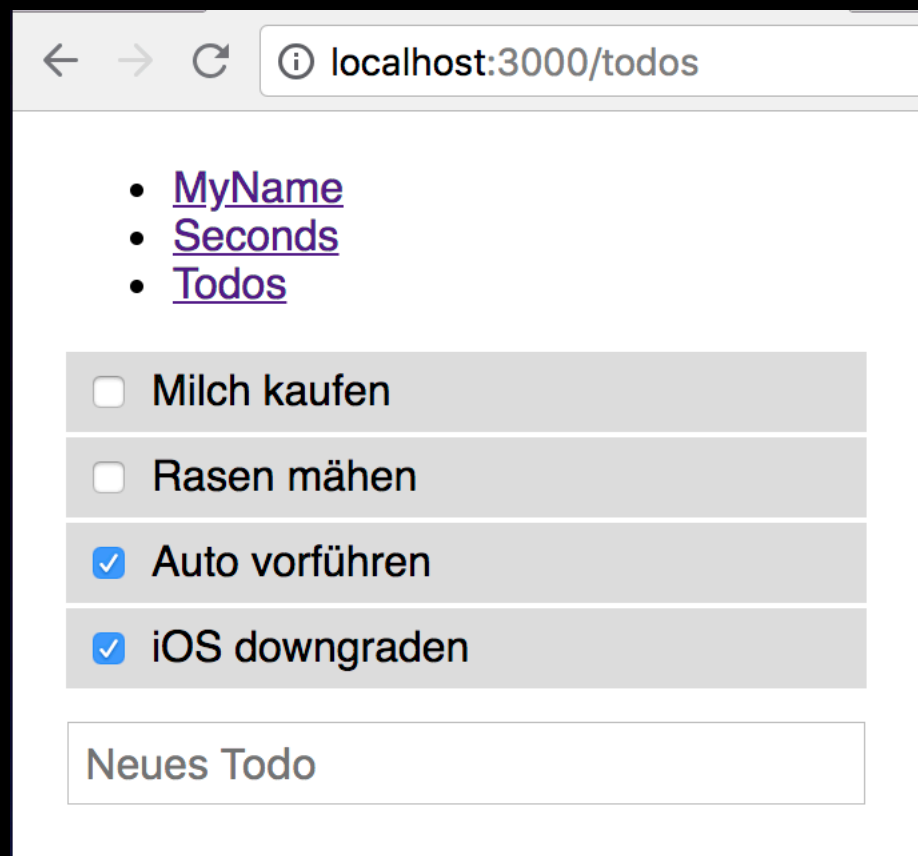 localhost:3000/todos
MyName
Seconds
Todos
Milch kaufen
Rasen mähen
Auto vorführen
iOS downgraden
Neues Todo